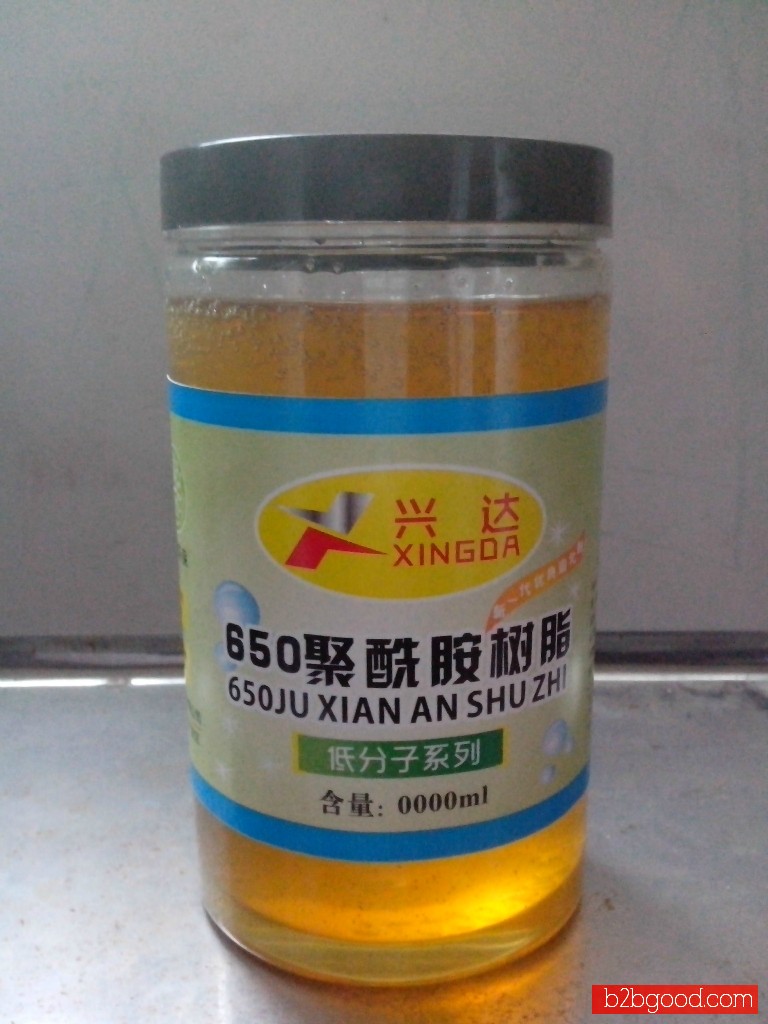 兴达
XINGDA
650聚酰胺树脂
650JU XIAN AN SHU ZHI
低分子系列
含量: 0000ml
b2bgood.com